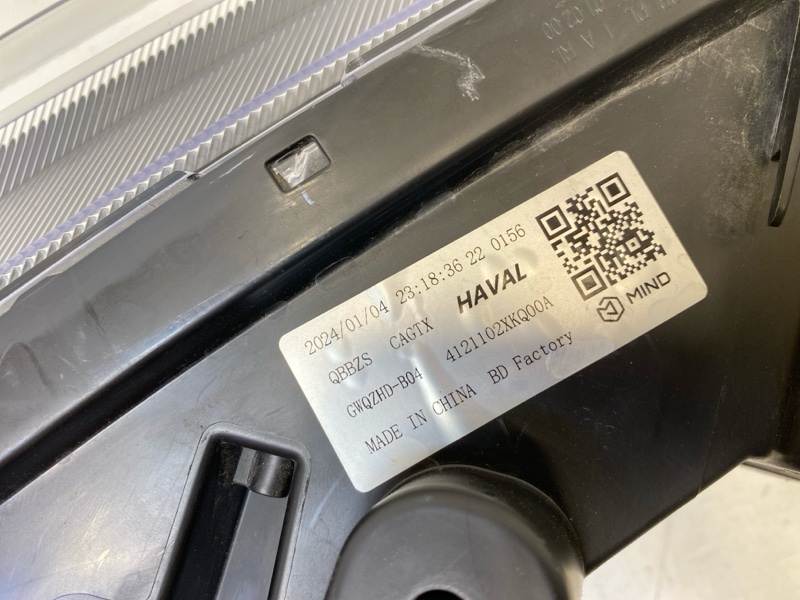 2024/01/04 23:18:36 22 0156
QBBZS CAGTX HAVAL
GWQZHD-B04 4121102XKQ00A
MADE IN CHINA BD Factory
MIND